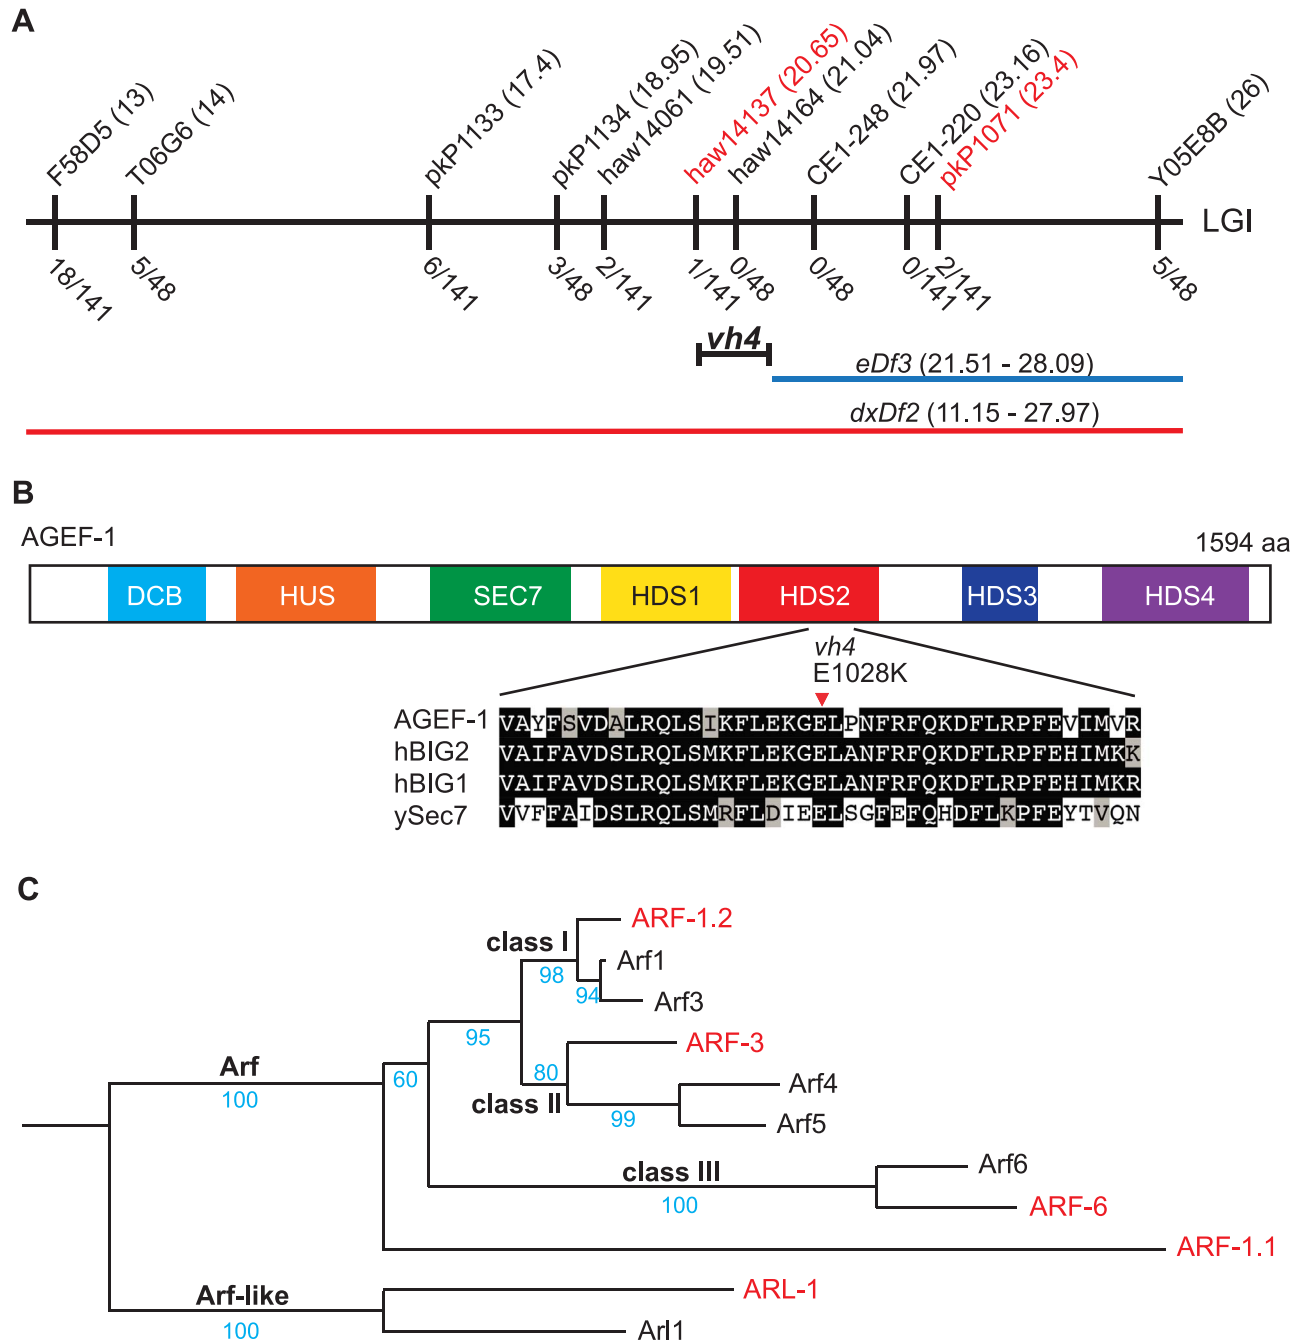 A
F58D5 (13)
T06G6 (14)
pkP1133 (17.4)
pkP1134 (18.95)
haw14061 (19.51)
haw14137 (20.65)
haw14164 (21.04)
CE1-248 (21.97)
CE1-220 (23.16)
pkP1071 (23.4)
Y05E8B (26)
LGI
18/141
5/48
6/141
3/48
2/141
1/141
0/48
0/48
0/141
2/141
5/48
vh4
eDf3 (21.51 - 28.09)
dxDf2 (11.15 - 27.97)
B
AGEF-1
1594 aa
DCB
HUS
SEC7
HDS1
HDS2
HDS3
HDS4
vh4
E1028K
AGEF-1 VAYFSVDALRQLSIKFLEKGELPNFRFQKDFLRPFEVIMVR
hBIG2 VAIFAVDSLRQLSMKFLEKGELANFRFQKDFLRPFEHIMKK
hBIG1 VAIFAVDSLRQLSMKFLEKGELANFRFQKDFLRPFEHIMKR
ySec7 VVFFAIDSLRQLSMRFLDIEELSGFEFQHDFLKPFEYTVQN
C
ARF-1.2
class I
Arf1
98
94
Arf3
95
ARF-3
80
Arf
60
Arf4
100
class II
99
Arf5
class III
Arf6
100
ARF-6
ARF-1.1
Arf-like
ARL-1
100
Arl1